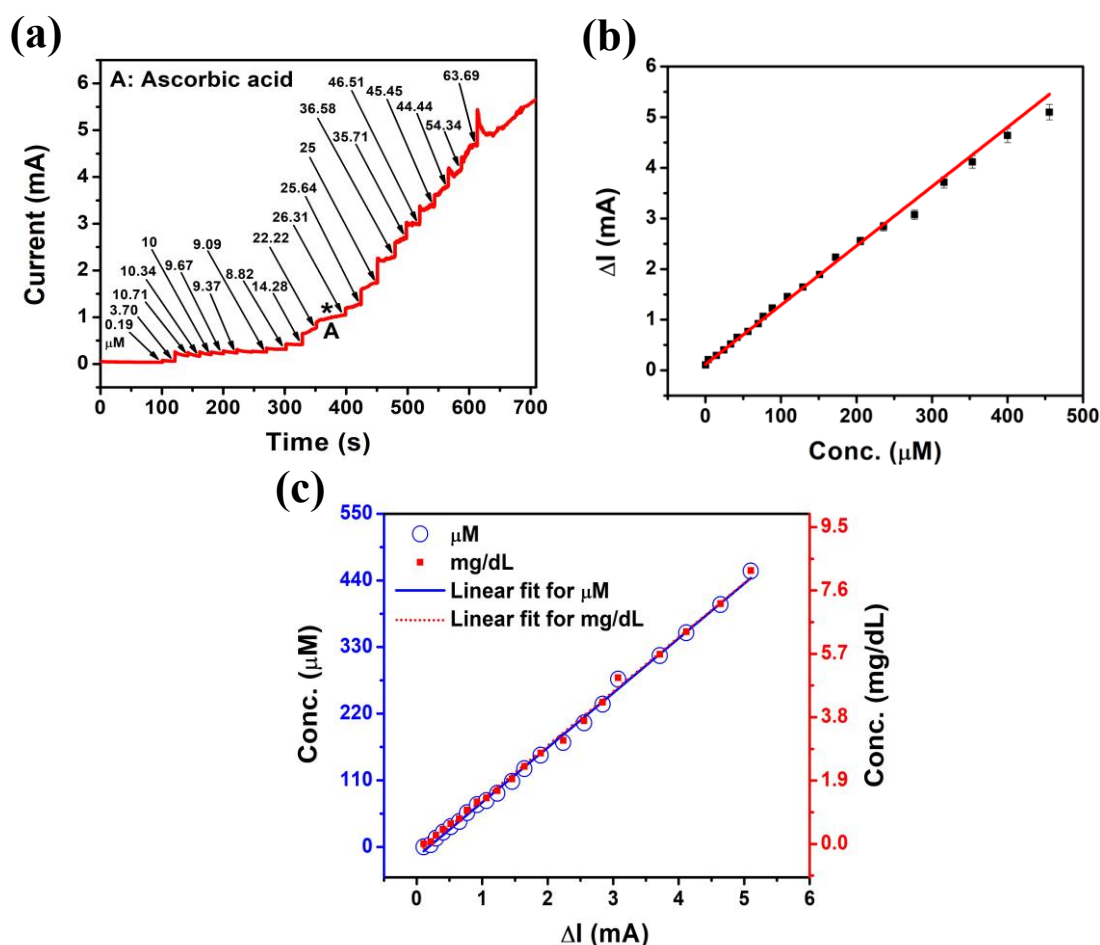 (a)
A: Ascorbic acid
Current (mA)
6
5
4
3
2
1
0
0.19
μM
3.70
10.71
10.34
10
9.67
9.37
9.09
8.82
14.28
22.22
26.31
25.64
25
36.58
35.71
46.51
45.45
44.44
54.34
63.69
*
A
0 100 200 300 400 500 600 700
Time (s)
(b)
ΔI (mA)
6
5
4
3
2
1
0
0 100 200 300 400 500
Conc. (μM)
(c)
Conc. (μM)
550
440
330
220
110
0
μM
mg/dL
Linear fit for μM
Linear fit for mg/dL
9.5
7.6
5.7
3.8
1.9
0.0
Conc. (mg/dL)
0 1 2 3 4 5 6
ΔI (mA)